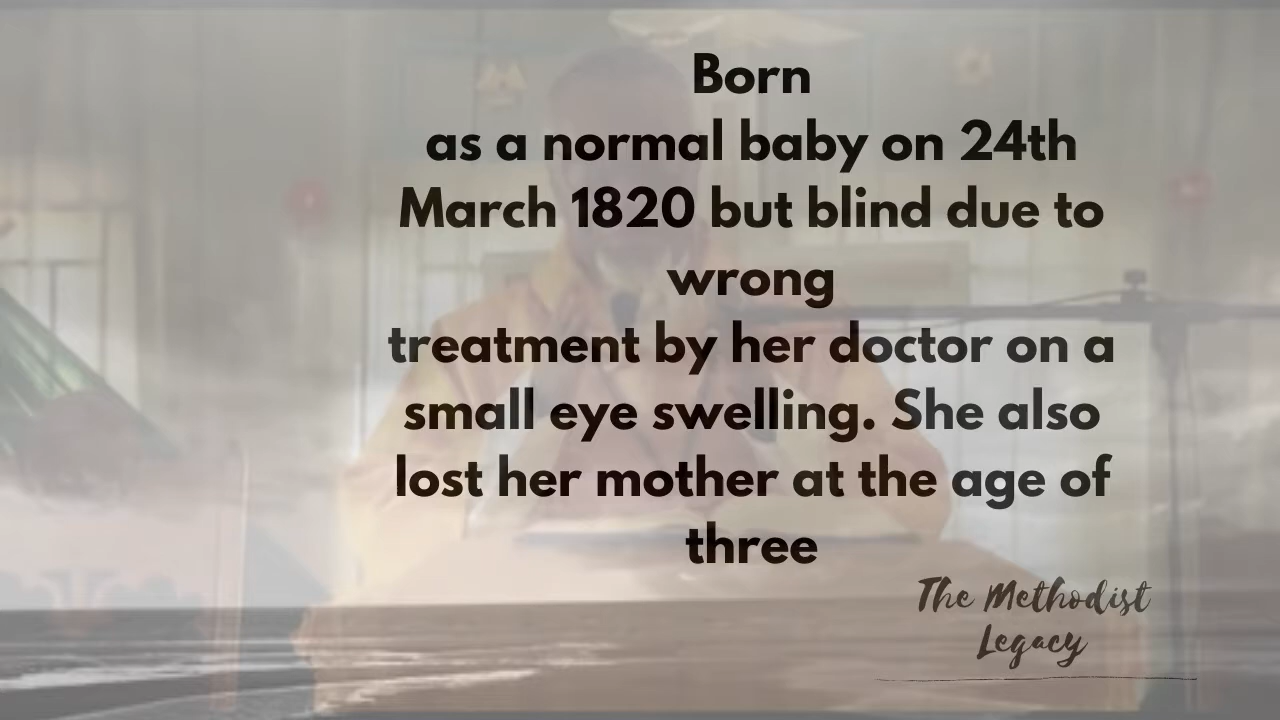 Born
as a normal baby on 24th
March 1820 but blind due to
wrong
treatment by her doctor on a
small eye swelling. She also
lost her mother at the age of
three
The Methodist
Legacy